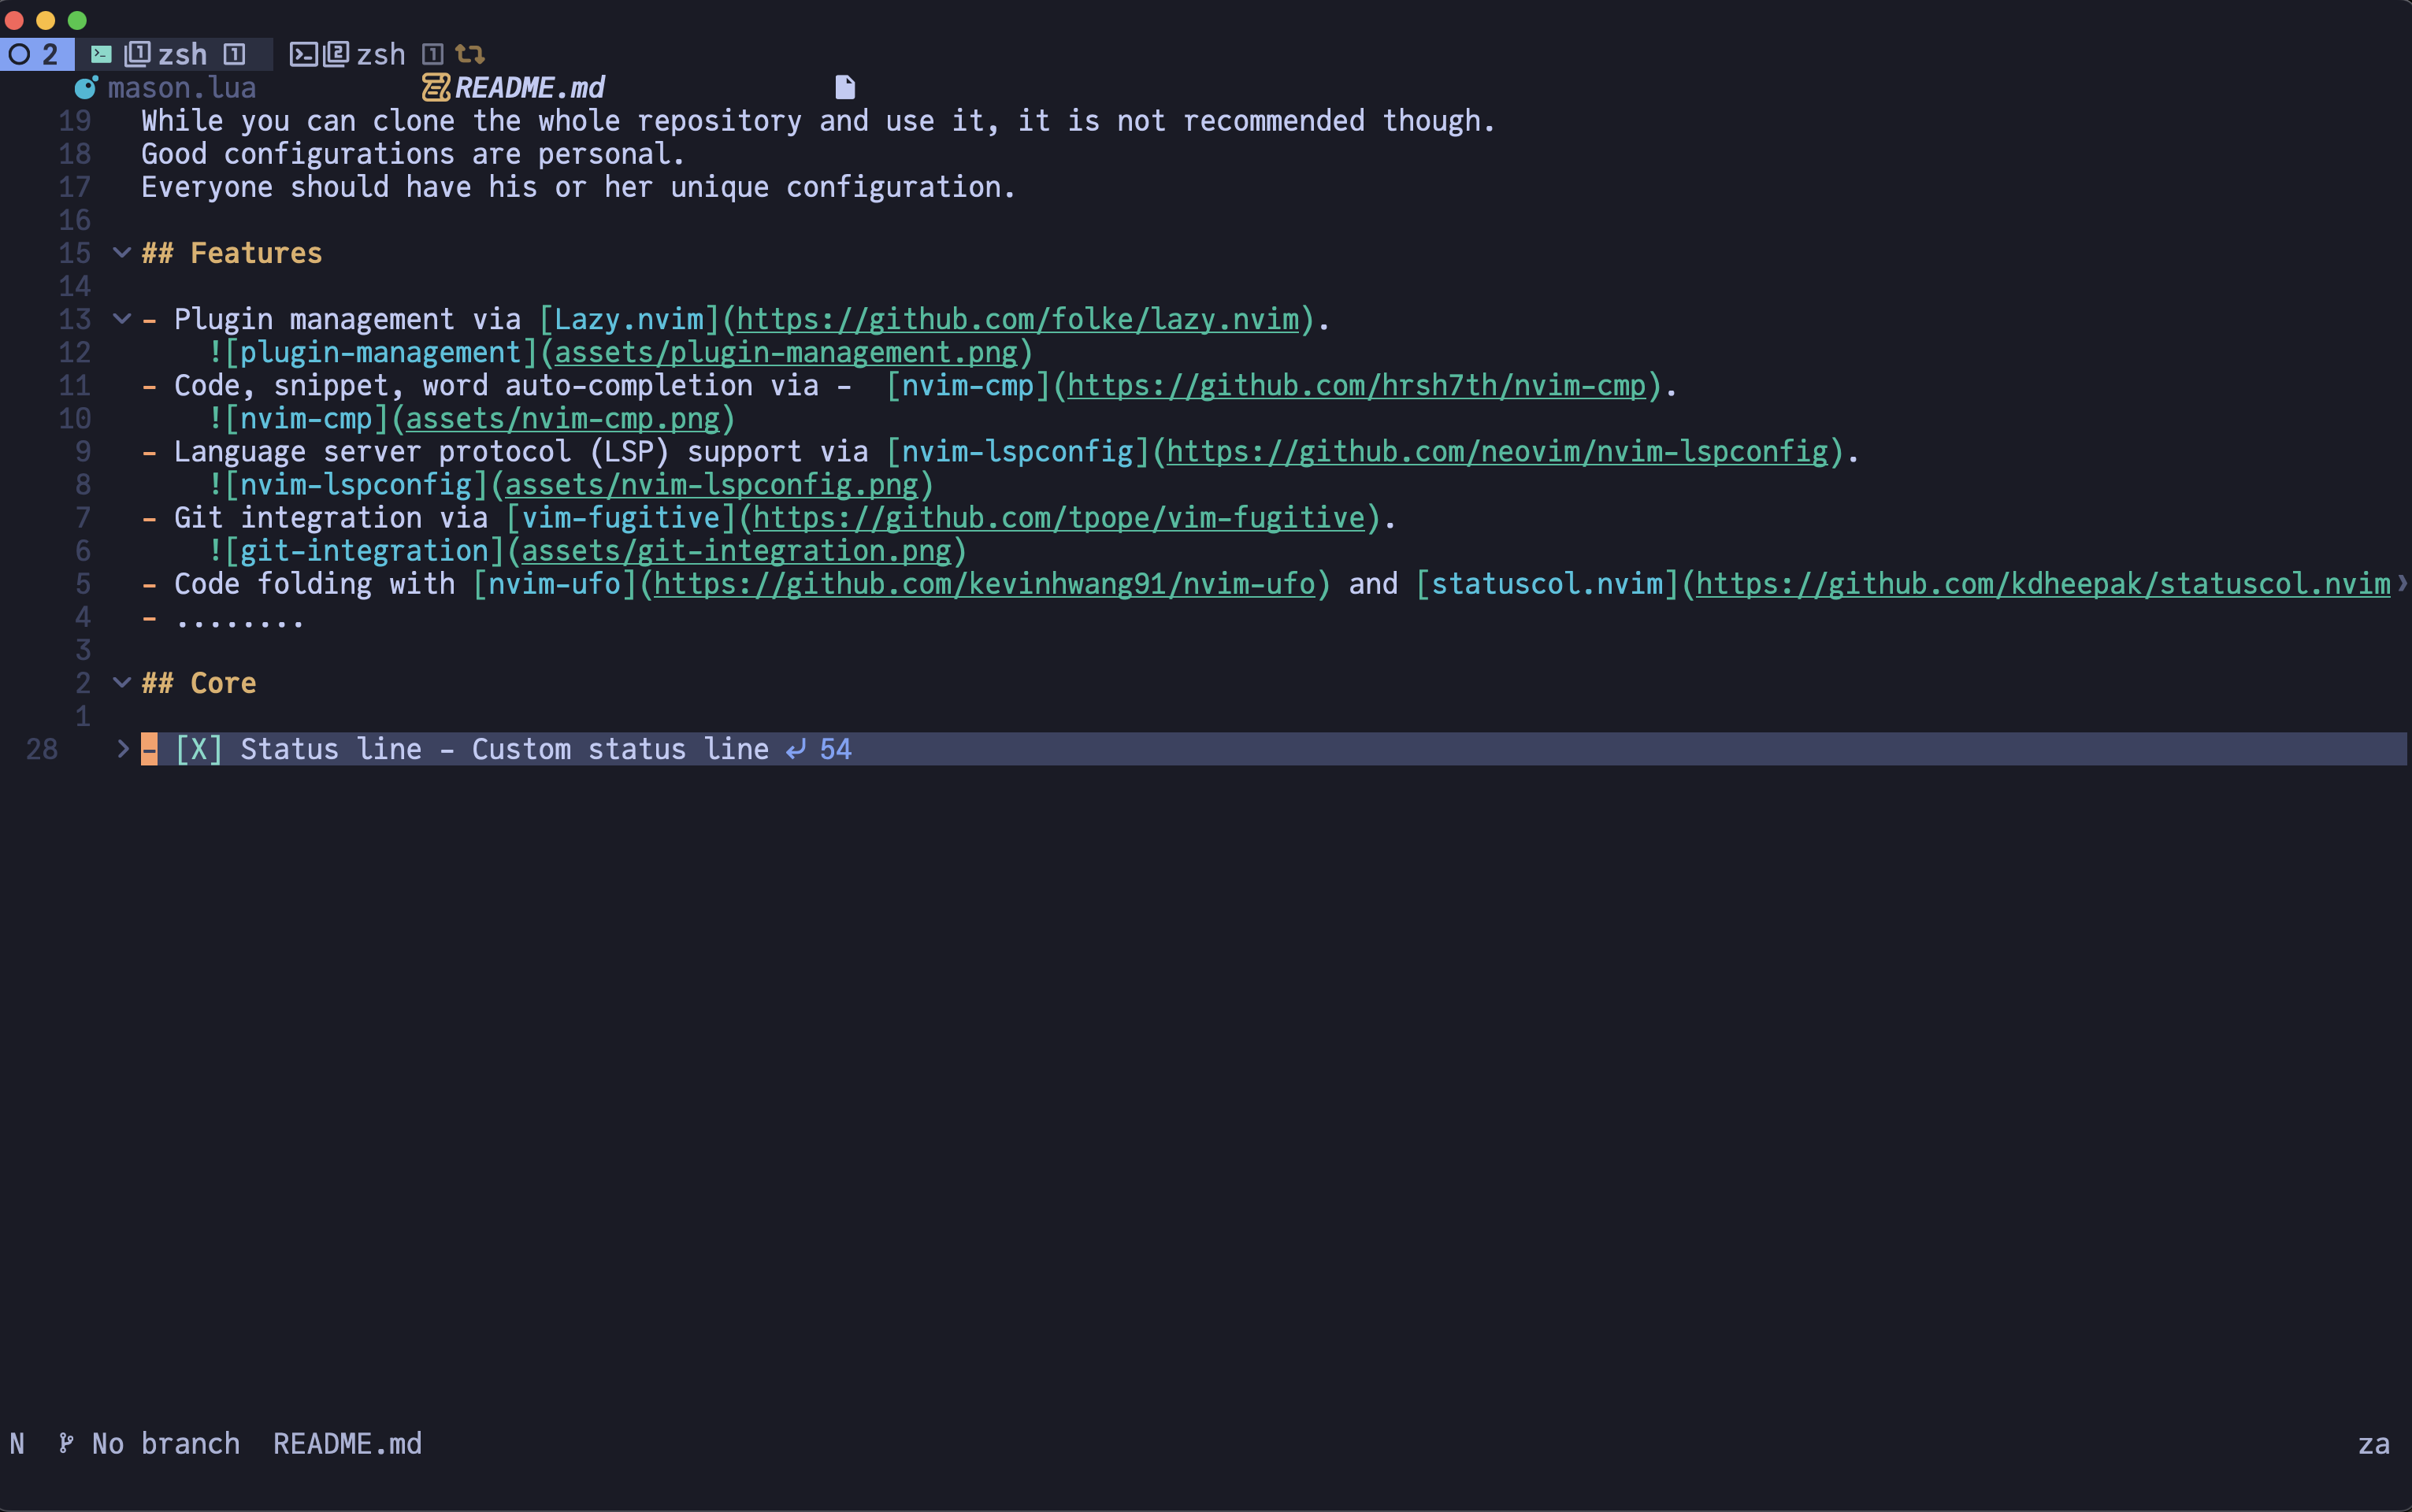 2 1 zsh 1 2 zsh 1
mason.lua README.md
19 While you can clone the whole repository and use it, it is not recommended though.
18 Good configurations are personal.
17 Everyone should have his or her unique configuration.
16
15 ## Features
14
13 - Plugin management via [Lazy.nvim](https://github.com/folke/lazy.nvim).
12 ![plugin-management](assets/plugin-management.png)
11 - Code, snippet, word auto-completion via -  [nvim-cmp](https://github.com/hrsh7th/nvim-cmp).
10 ![nvim-cmp](assets/nvim-cmp.png)
9 - Language server protocol (LSP) support via [nvim-lspconfig](https://github.com/neovim/nvim-lspconfig).
8 ![nvim-lspconfig](assets/nvim-lspconfig.png)
7 - Git integration via [vim-fugitive](https://github.com/tpope/vim-fugitive).
6 ![git-integration](assets/git-integration.png)
5 - Code folding with [nvim-ufo](https://github.com/kevinhwang91/nvim-ufo) and [statuscol.nvim](https://github.com/kdheepak/statuscol.nvim
4 - ........
3
2 ## Core
1
28 - [X] Status line - Custom status line ↵ 54
N No branch README.md za